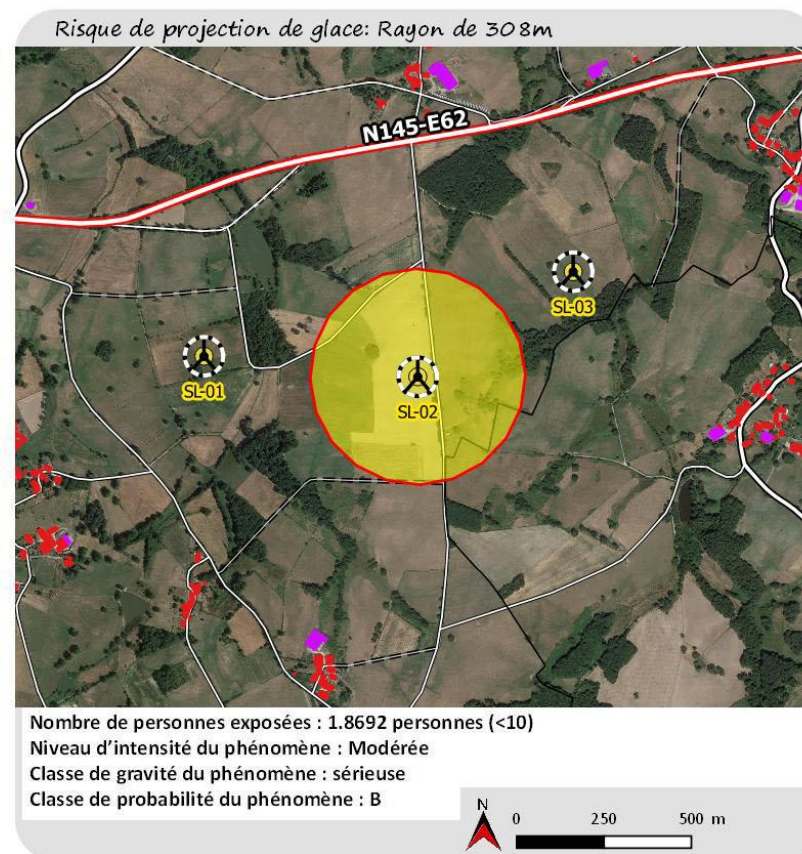 Risque de projection de glace: Rayon de 308m
N145-E62
SL-03
SL-01
SL-02
Nombre de personnes exposées : 1.8692 personnes (<10)
Niveau d'intensité du phénomène : Modérée
Classe de gravité du phénomène : sérieuse
Classe de probabilité du phénomène : B
N
0 250 500 m